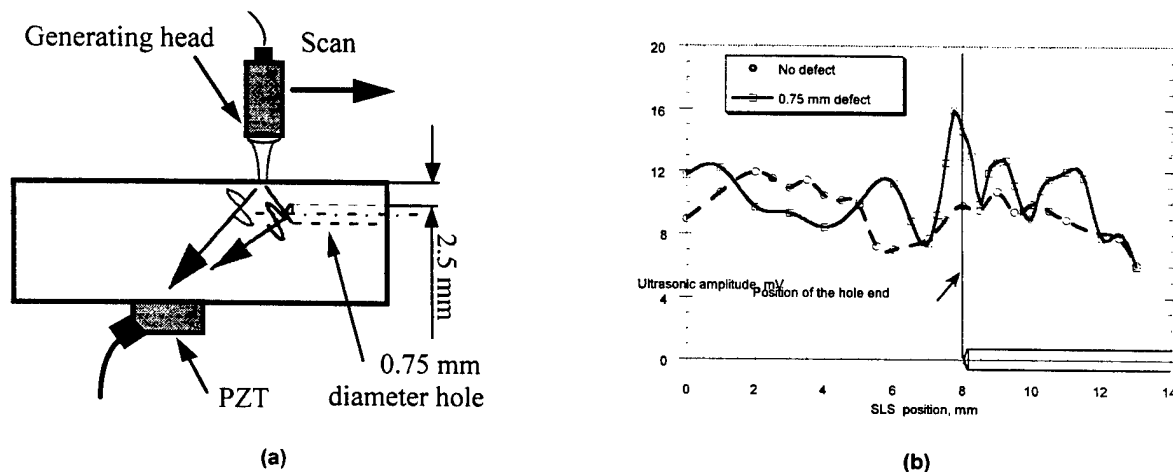 Generating head
Scan
2.5 mm
0.75 mm
diameter hole
PZT
(a)
20
16
12
8
4
0
No defect
0.75 mm defect
Ultrasonic amplitude, mV
Position of the hole end
0 2 4 6 8 10 12 14
SLS position, mm
(b)